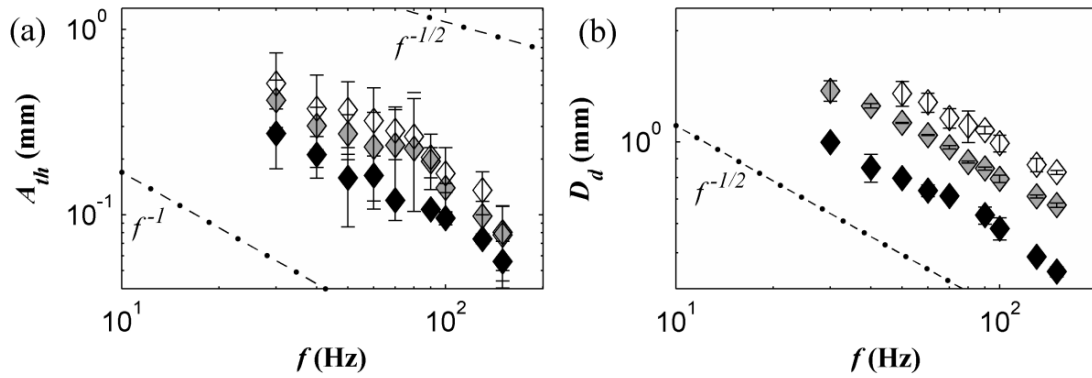 (a)
10^0
A_th (mm)
10^-1
f^-1/2
f^-1
10^1
10^2
f (Hz)
(b)
D_d (mm)
10^0
f^-1/2
10^1
10^2
f (Hz)